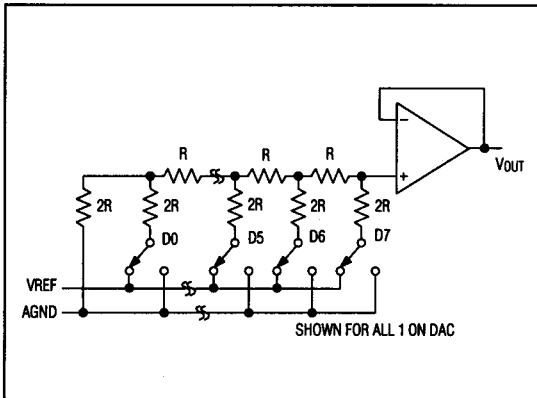 R R R
VOUT
2R 2R D0 2R D5 2R D6 2R D7
VREF
AGND
SHOWN FOR ALL 1 ON DAC